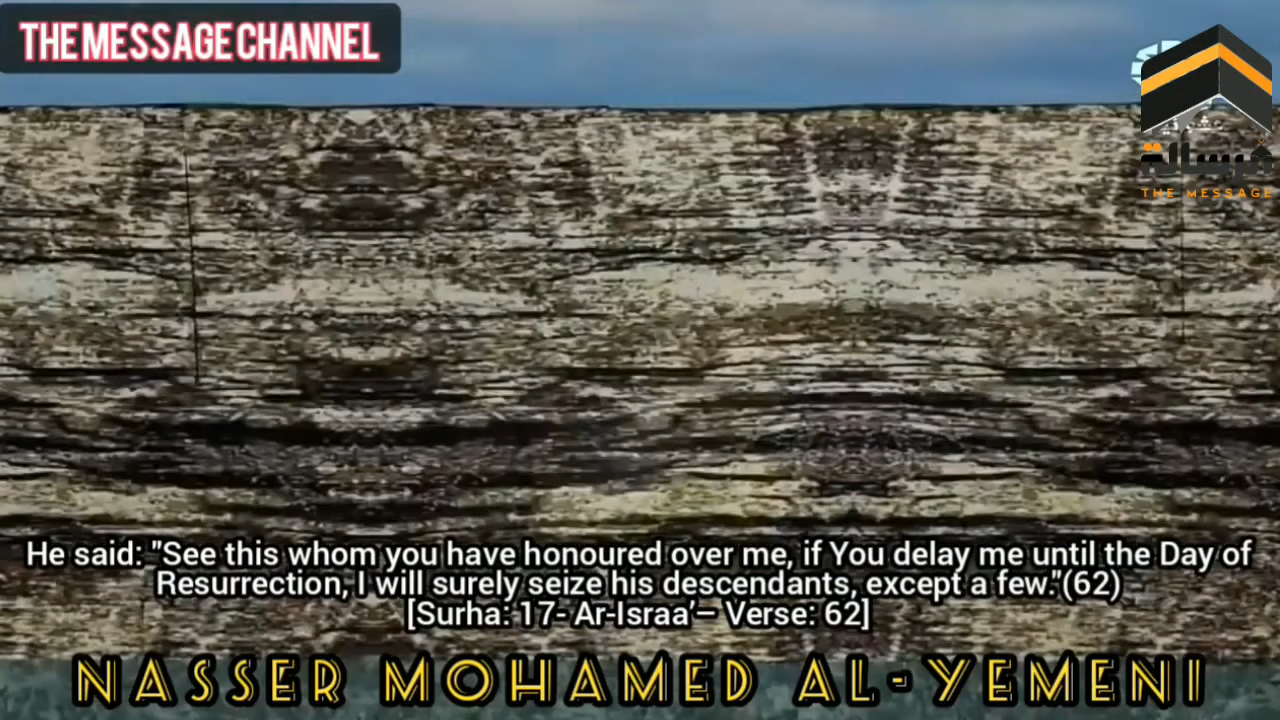 THE MESSAGE CHANNEL
THE MESSAGE
He said: "See this whom you have honoured over me, if You delay me until the Day of
Resurrection, I will surely seize his descendants, except a few."(62)
[Surha: 17- Ar-Israa’– Verse: 62]
NASSER MOHAMED AL-YEMENI